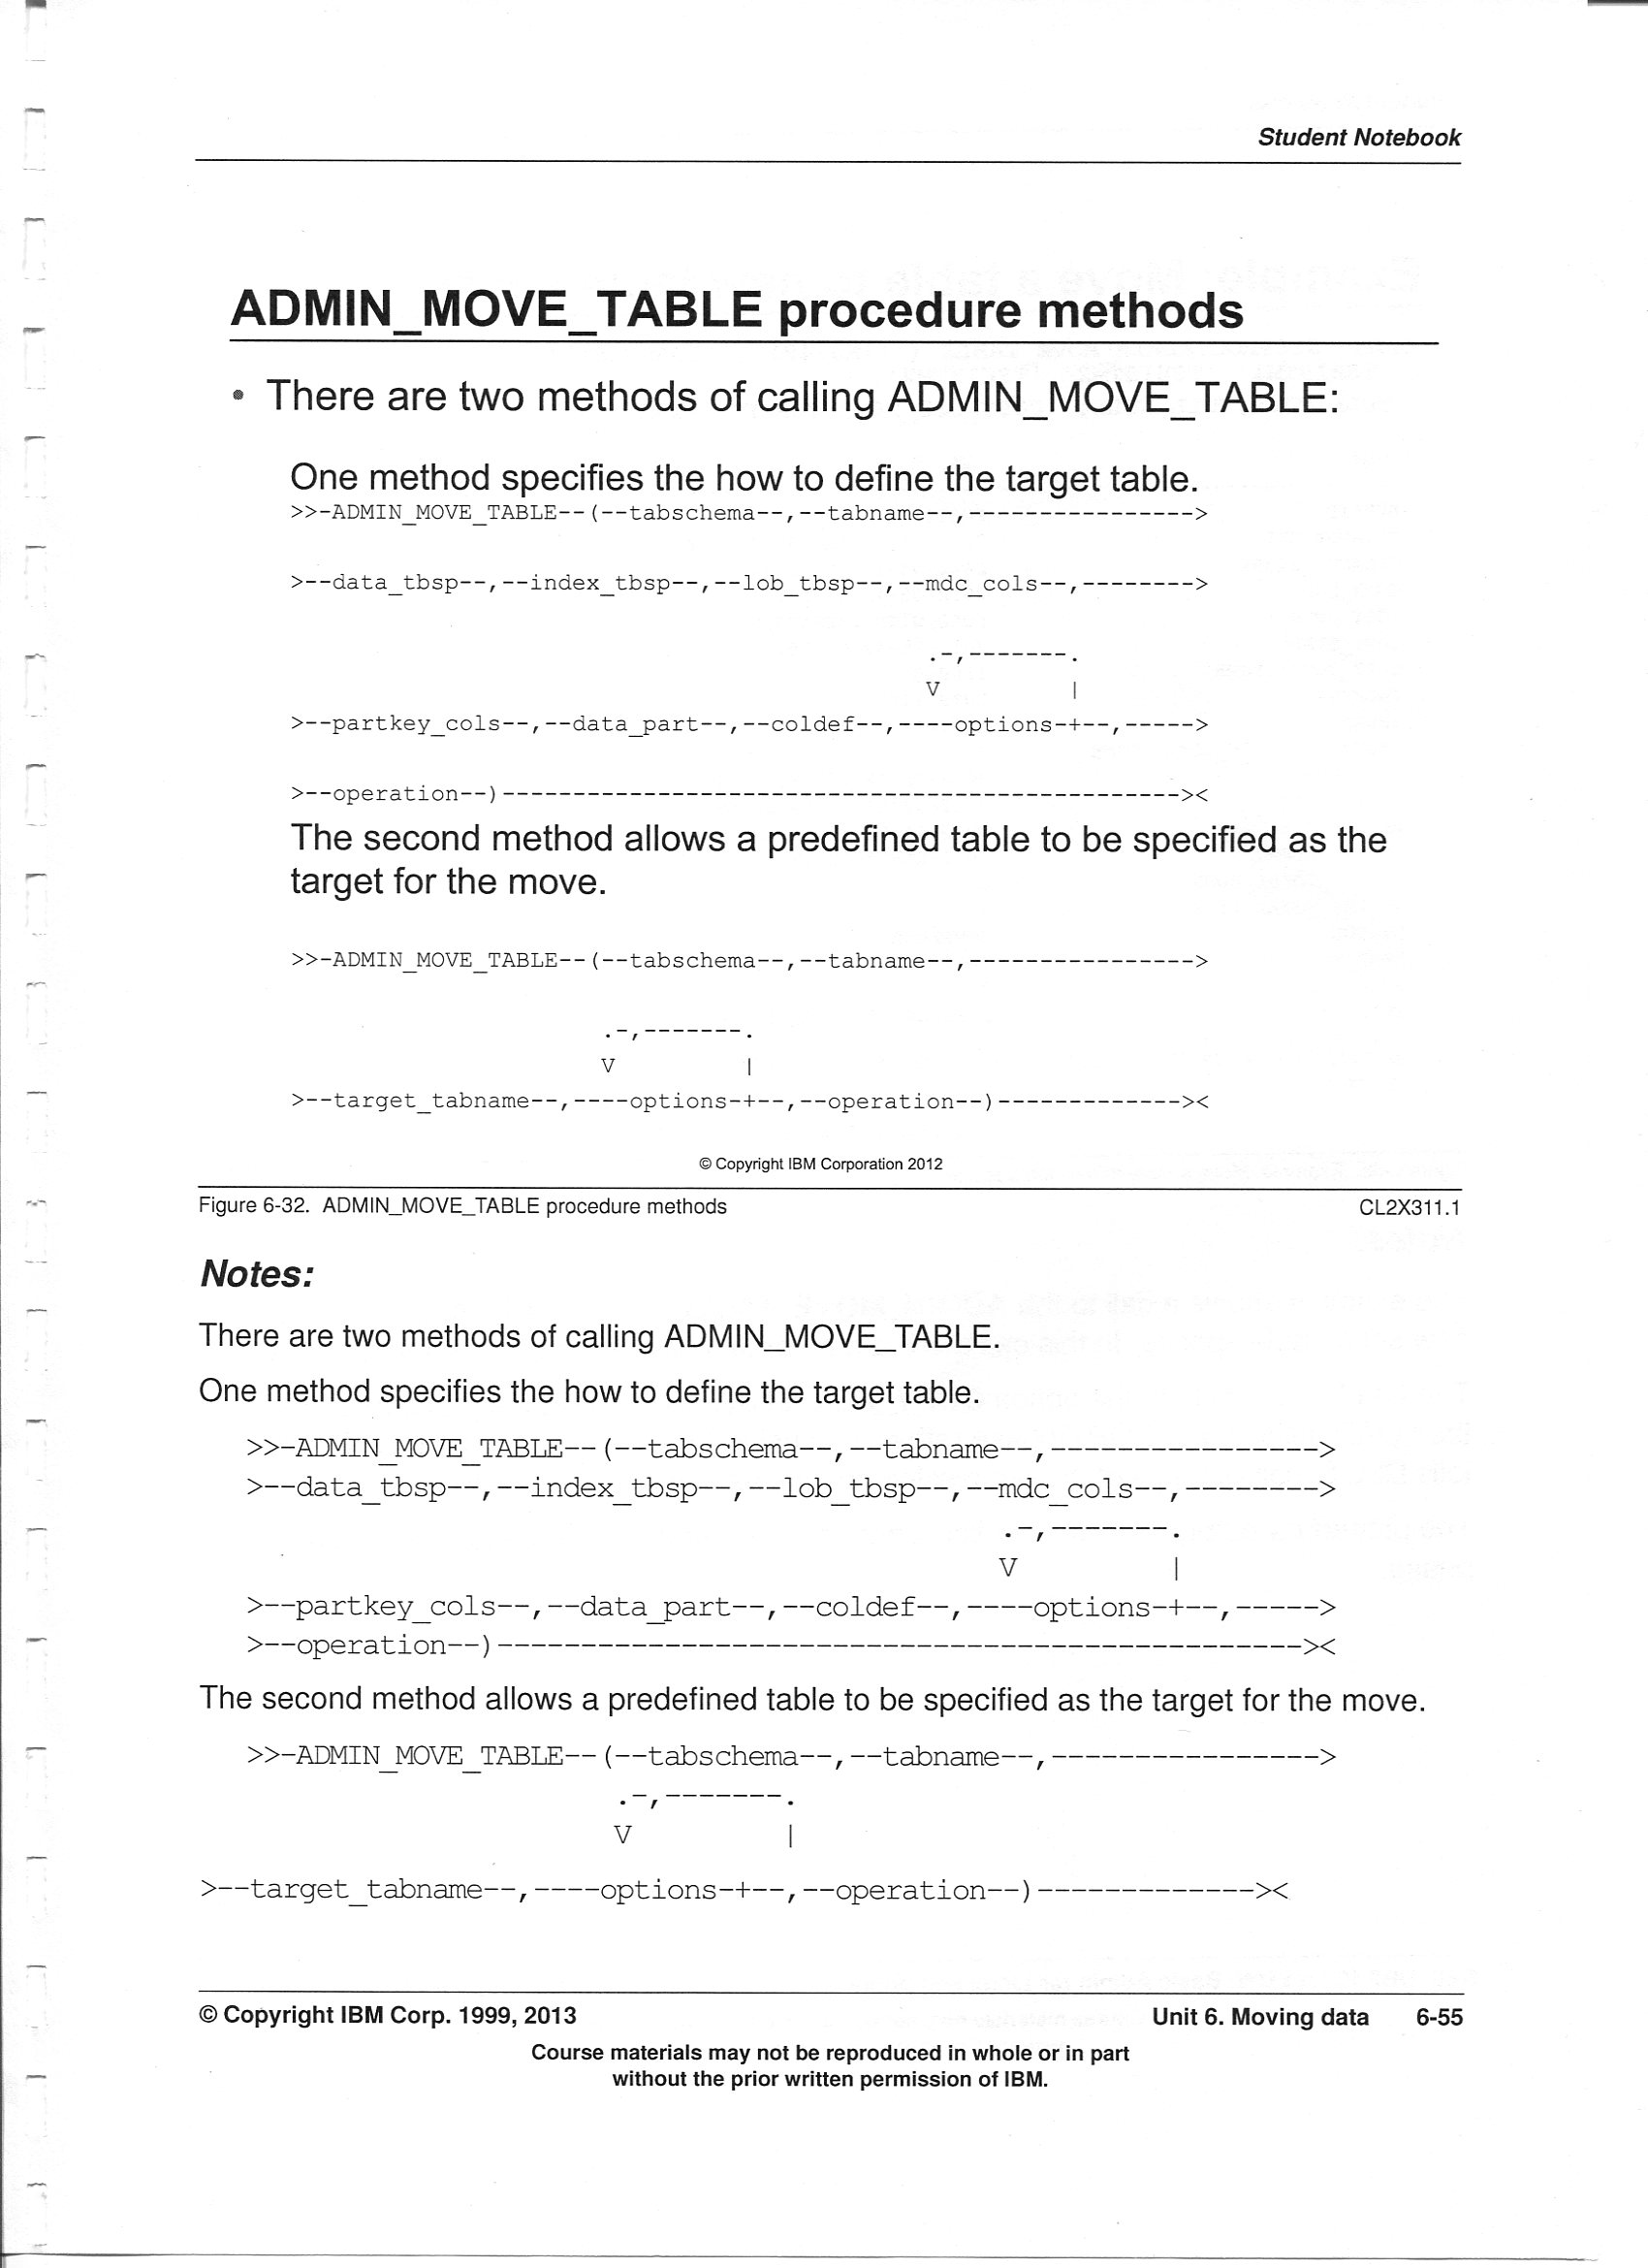 Student Notebook
ADMIN_MOVE_TABLE procedure methods
• There are two methods of calling ADMIN_MOVE_TABLE:
One method specifies the how to define the target table.
>>-ADMIN_MOVE_TABLE--(--tabschema--,--tabname--,---------------->
>--data_tbsp--,--index_tbsp--,--lob_tbsp--,--mdc_cols--,-------->
.-,-------.
V         |
>--partkey_cols--,--data_part--,--coldef--,----options-+--,----->
>--operation--)------------------------------------------------><
The second method allows a predefined table to be specified as the
target for the move.
>>-ADMIN_MOVE_TABLE--(--tabschema--,--tabname--,---------------->
.-,-------.
V         |
>--target_tabname--,----options-+--,--operation--)-------------><
© Copyright IBM Corporation 2012
Figure 6-32. ADMIN_MOVE_TABLE procedure methods CL2X311.1
Notes:
There are two methods of calling ADMIN_MOVE_TABLE.
One method specifies the how to define the target table.
>>-ADMIN_MOVE_TABLE--(--tabschema--,--tabname--,---------------->
>--data_tbsp--,--index_tbsp--,--lob_tbsp--,--mdc_cols--,-------->
.-,-------.
V         |
>--partkey_cols--,--data_part--,--coldef--,----options-+--,----->
>--operation--)------------------------------------------------><
The second method allows a predefined table to be specified as the target for the move.
>>-ADMIN_MOVE_TABLE--(--tabschema--,--tabname--,---------------->
.-,-------.
V         |
>--target_tabname--,----options-+--,--operation--)-------------><
© Copyright IBM Corp. 1999, 2013 Unit 6. Moving data 6-55
Course materials may not be reproduced in whole or in part
without the prior written permission of IBM.